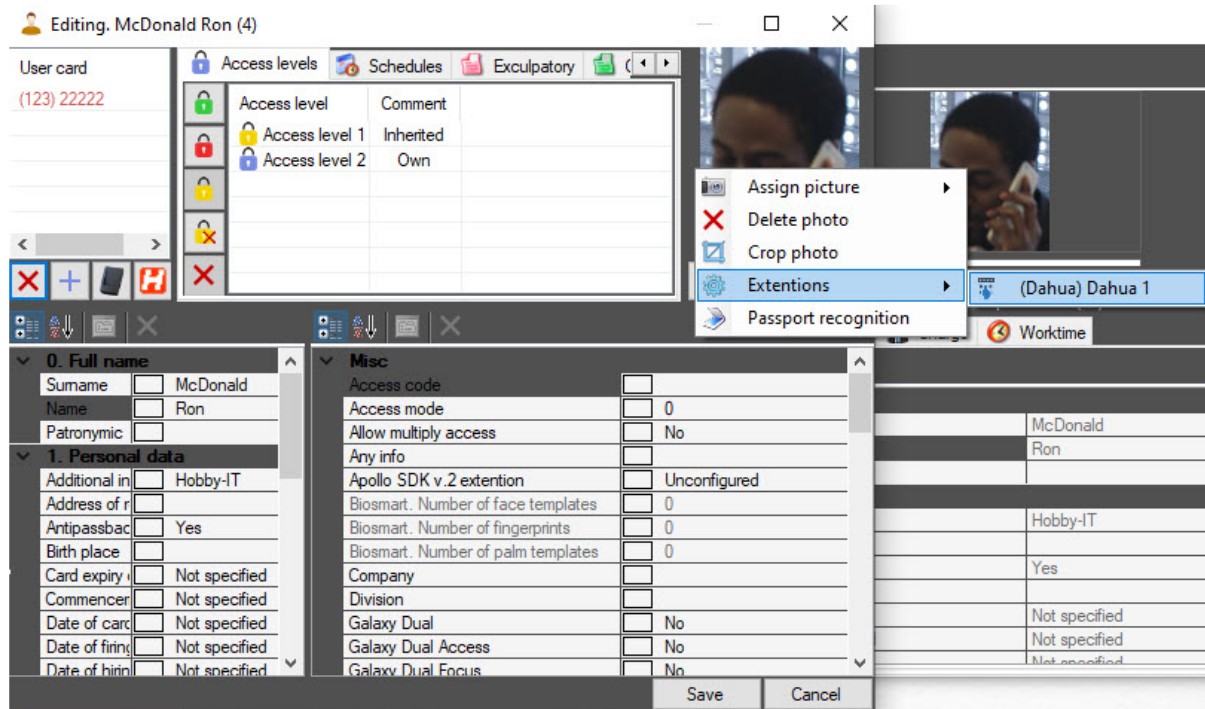 Editing. McDonald Ron (4)
User card
(123) 22222
Access levels
Schedules
Exculpatory
Access level Comment
Access level 1 Inherited
Access level 2 Own
Assign picture
Delete photo
Crop photo
Extentions
(Dahua) Dahua 1
Passport recognition
Worktime
0. Full name
Surname McDonald
Name Ron
Patronymic
1. Personal data
Additional in Hobby-IT
Address of r
Antipassbac Yes
Birth place
Card expiry Not specified
Commencer Not specified
Date of card Not specified
Date of firing Not specified
Date of hirin Not specified
Misc
Access code
Access mode 0
Allow multiply access No
Any info
Apollo SDK v.2 extention Unconfigured
Biosmart. Number of face templates 0
Biosmart. Number of fingerprints 0
Biosmart. Number of palm templates 0
Company
Division
Galaxy Dual No
Galaxy Dual Access No
Galaxy Dual Focus No
McDonald
Ron
Hobby-IT
Yes
Not specified
Not specified
Not specified
Save Cancel